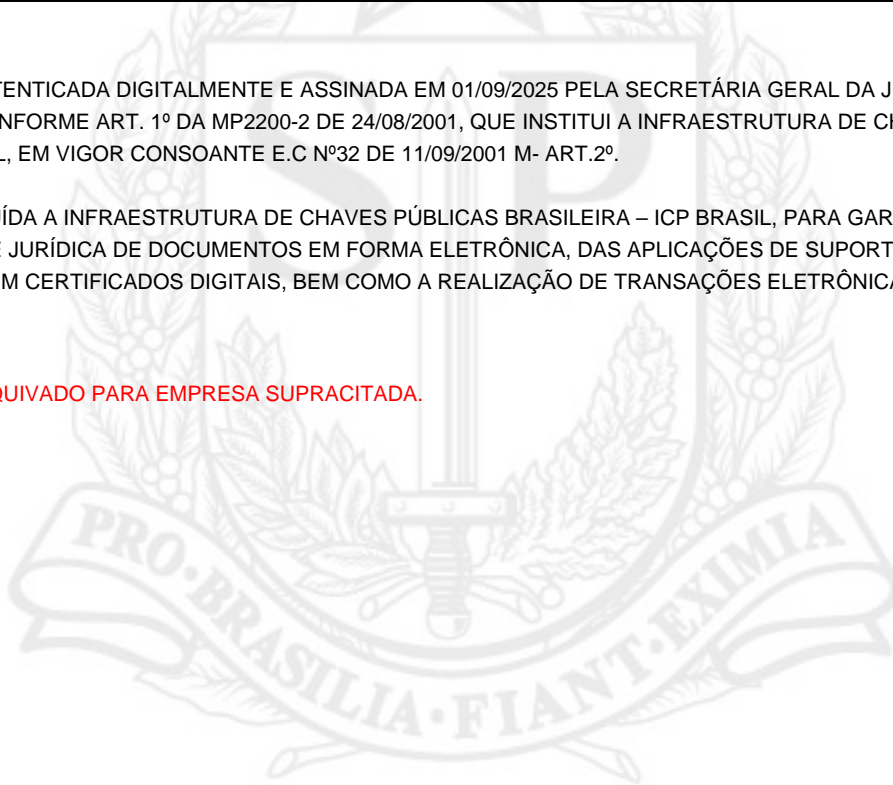 TENTICADA DIGITALMENTE E ASSINADA EM 01/09/2025 PELA SECRETÁRIA GERAL DA J
NFORME ART. 1º DA MP2200-2 DE 24/08/2001, QUE INSTITUI A INFRAESTRUTURA DE CH
L, EM VIGOR CONSOANTE E.C Nº32 DE 11/09/2001 M- ART.2º.
UÍDA A INFRAESTRUTURA DE CHAVES PÚBLICAS BRASILEIRA – ICP BRASIL, PARA GAR
E JURÍDICA DE DOCUMENTOS EM FORMA ELETRÔNICA, DAS APLICAÇÕES DE SUPORT
M CERTIFICADOS DIGITAIS, BEM COMO A REALIZAÇÃO DE TRANSAÇÕES ELETRÔNICA
QUIVADO PARA EMPRESA SUPRACITADA.
SP
PRO·BRASILIA·FIANT·EXIMIA